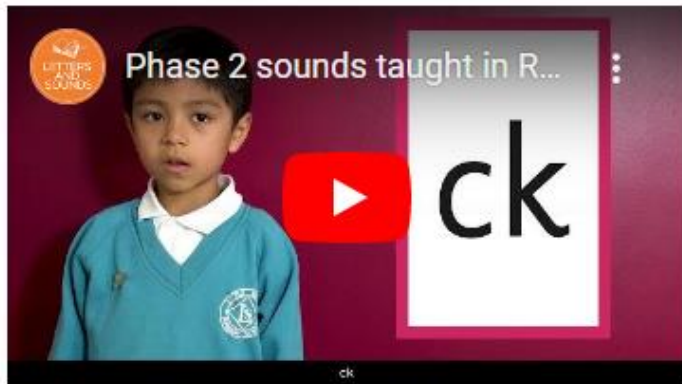 LETTERS
AND
SOUNDS
Phase 2 sounds taught in R...
ck
ck